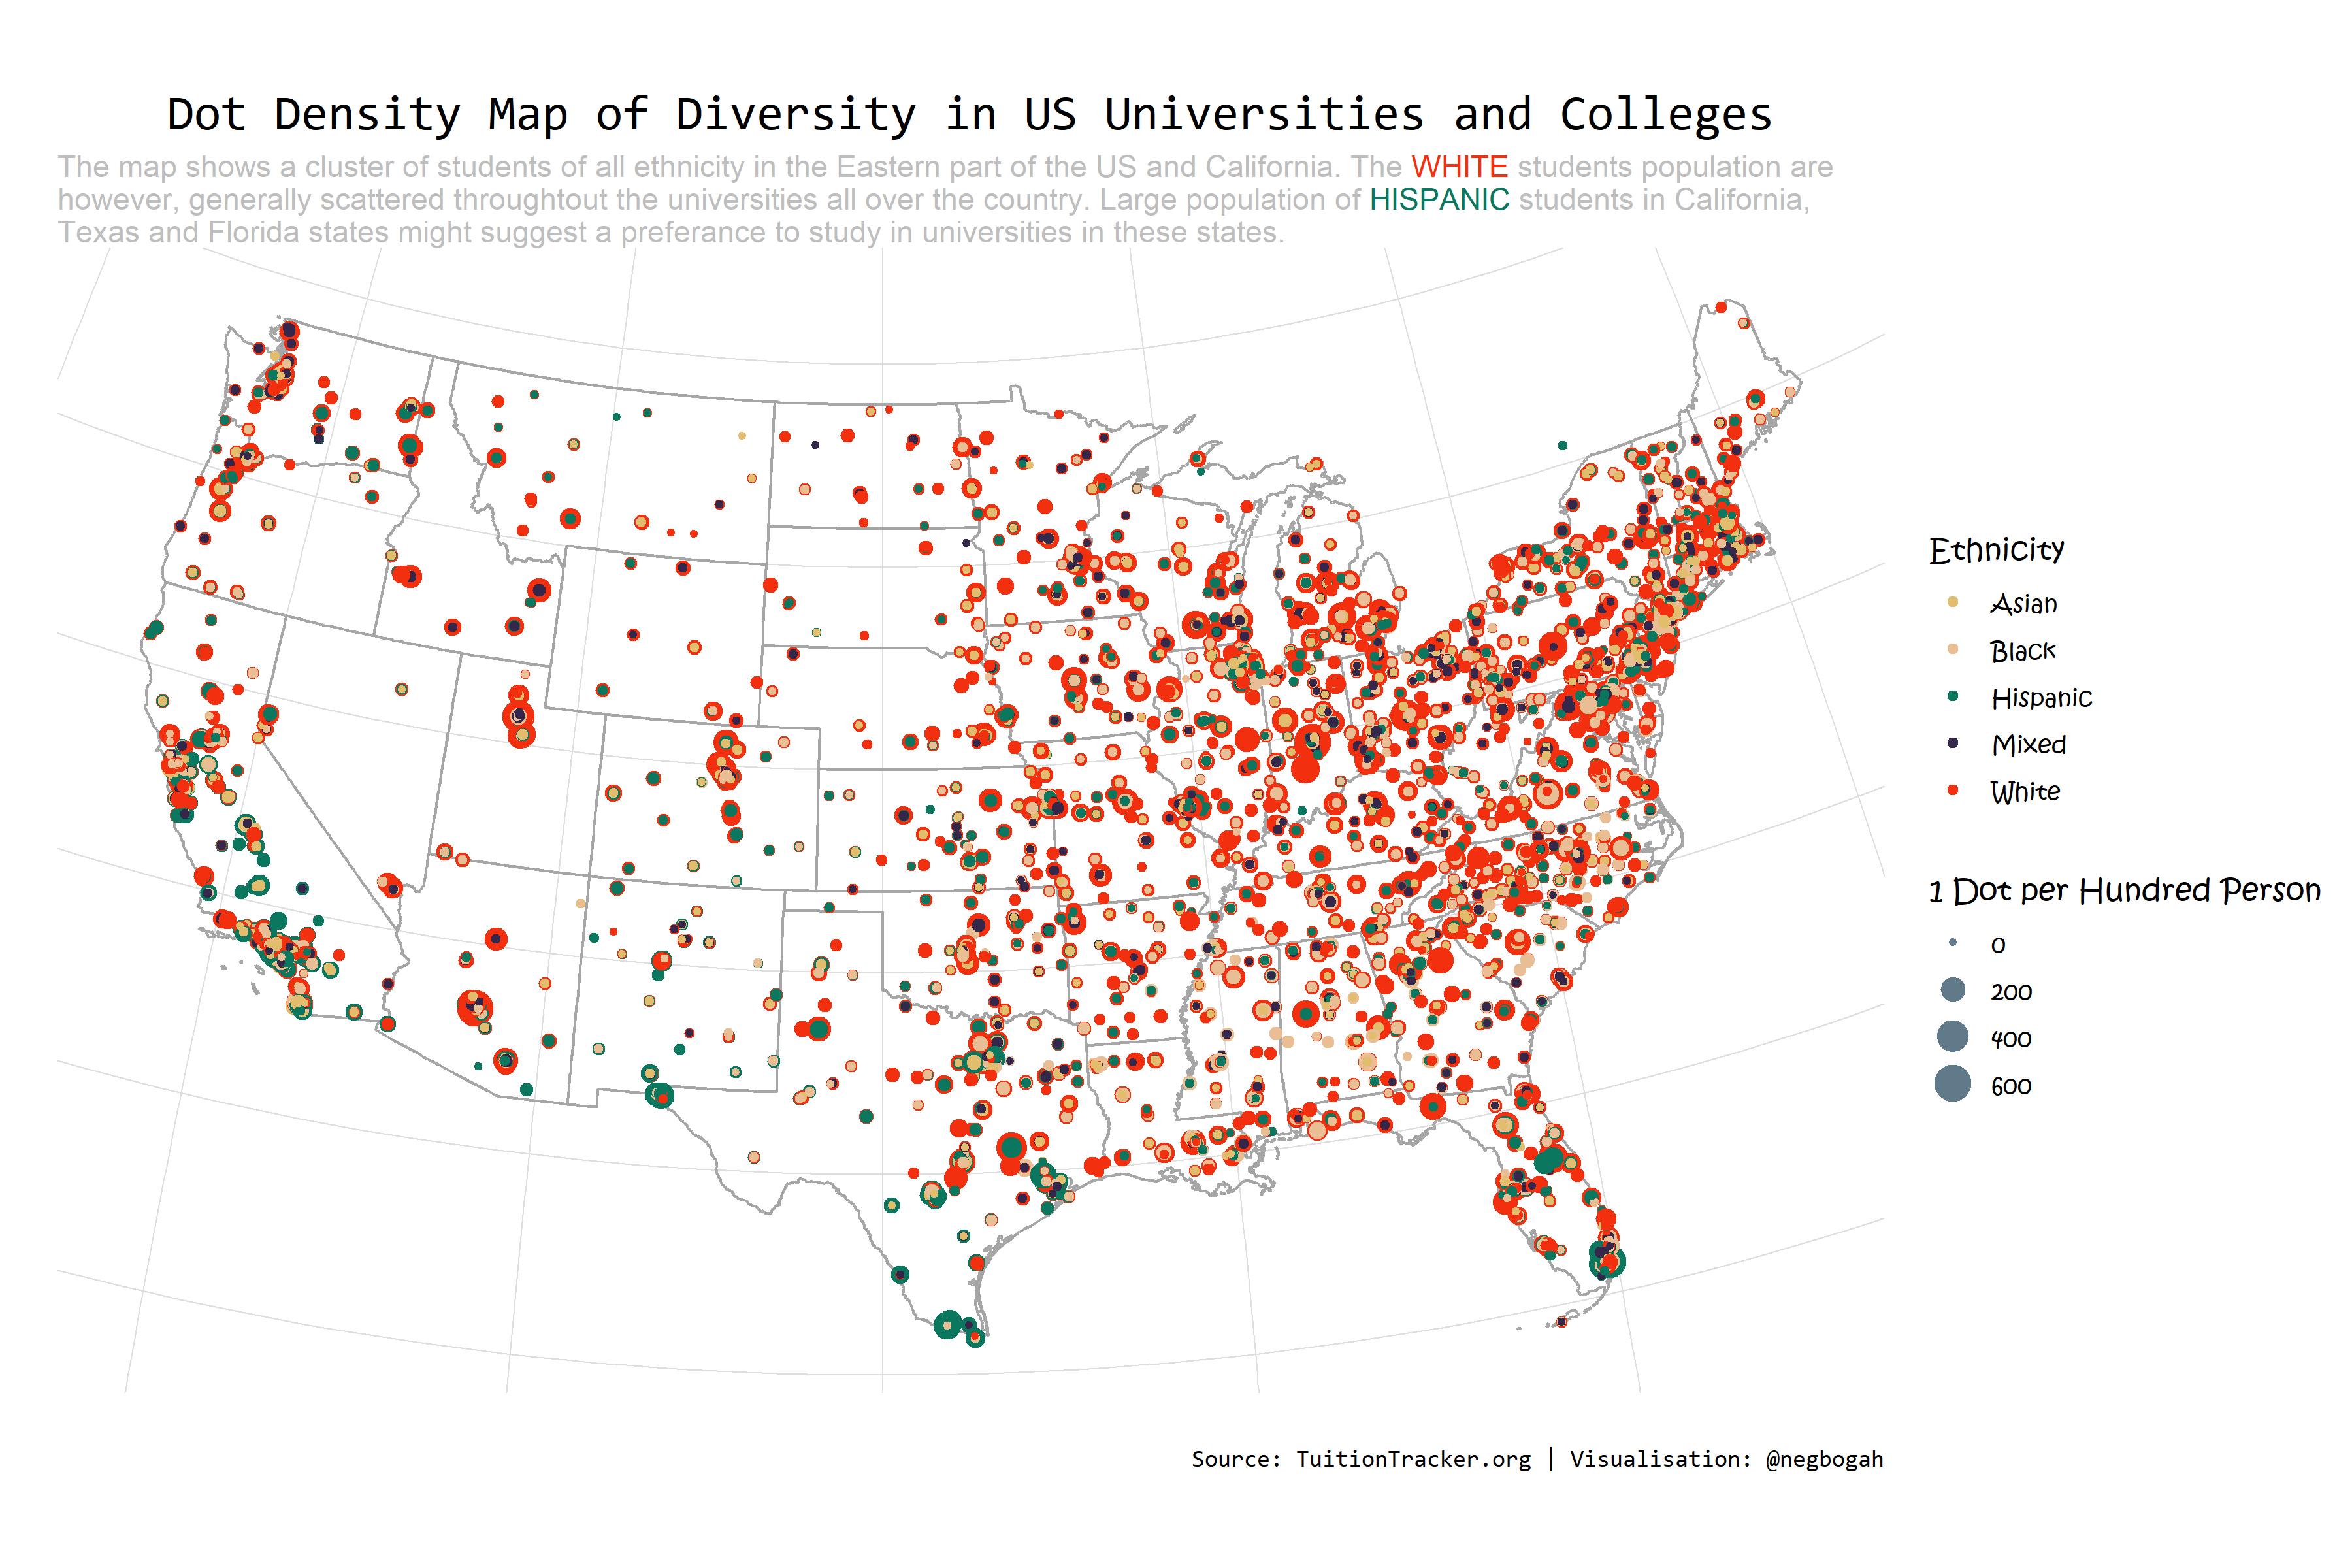 Dot Density Map of Diversity in US Universities and Colleges
The map shows a cluster of students of all ethnicity in the Eastern part of the US and California. The WHITE students population are
however, generally scattered throughtout the universities all over the country. Large population of HISPANIC students in California,
Texas and Florida states might suggest a preferance to study in universities in these states.
Ethnicity
Asian
Black
Hispanic
Mixed
White
1 Dot per Hundred Person
0
200
400
600
Source: TuitionTracker.org | Visualisation: @negbogah